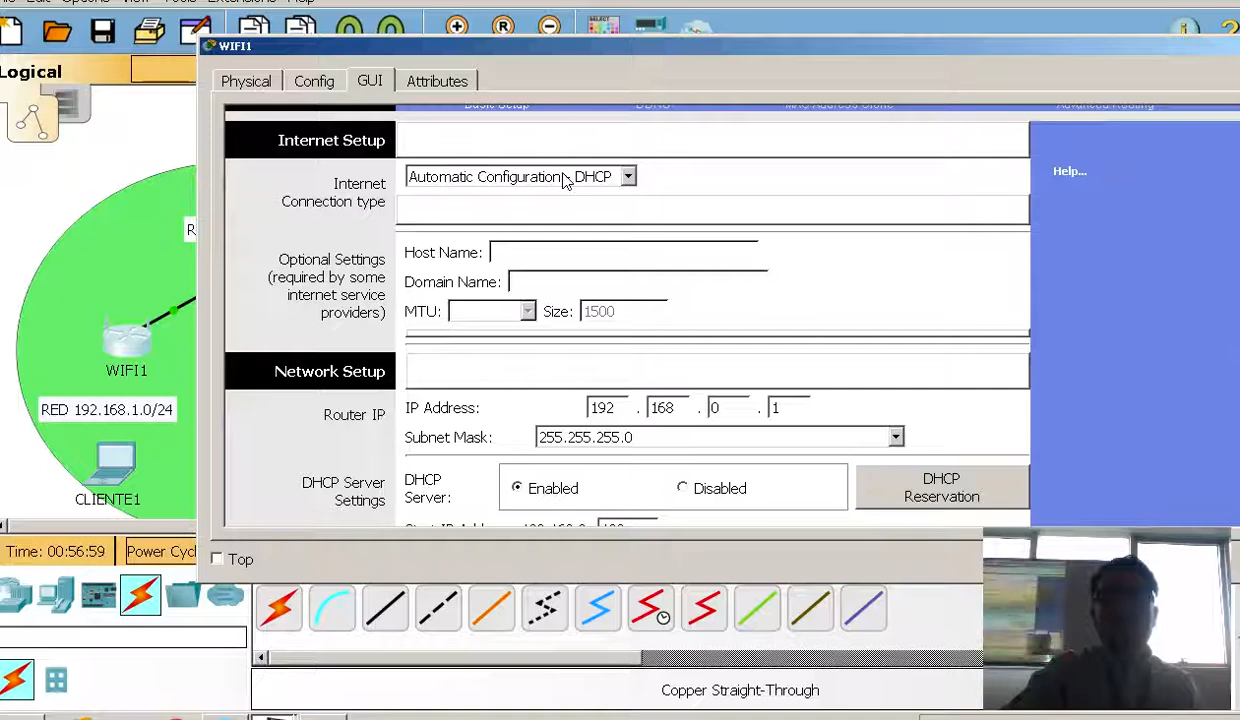 WIFI1
Logical
Physical
Config
GUI
Attributes
Internet Setup
Internet
Connection type
Automatic Configuration - DHCP
Help...
Optional Settings
(required by some
internet service
providers)
Host Name:
Domain Name:
MTU:
Size:
1500
Network Setup
Router IP
IP Address:
192 . 168 . 0 . 1
Subnet Mask:
255.255.255.0
DHCP Server
Settings
DHCP
Server:
Enabled
Disabled
DHCP
Reservation
R
WIFI1
RED 192.168.1.0/24
CLIENTE1
Time: 00:56:59
Power Cyc
Top
Copper Straight-Through